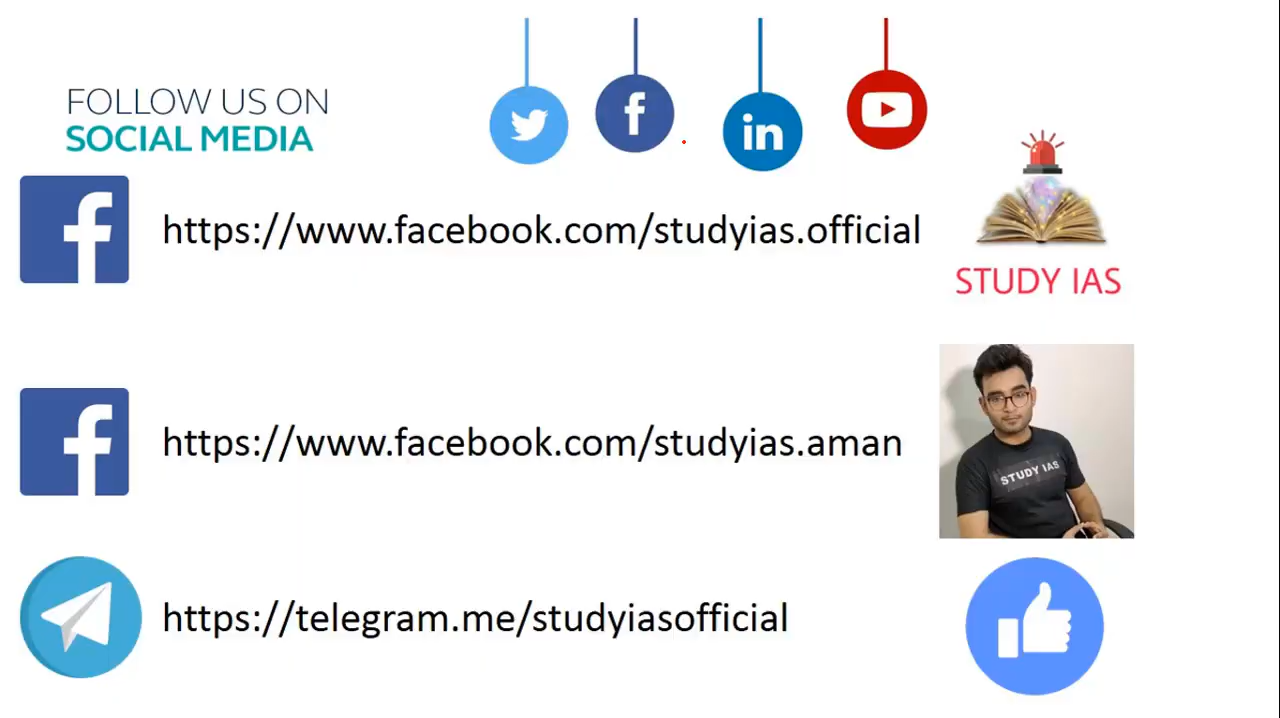 FOLLOW US ON
SOCIAL MEDIA
in
https://www.facebook.com/studyias.official
STUDY IAS
https://www.facebook.com/studyias.aman
STUDY IAS
https://telegram.me/studyiasofficial